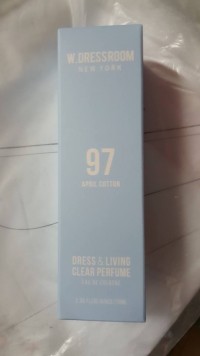 W.DRESSROOM
NEW YORK
97
APRIL COTTON
DRESS & LIVING
CLEAR PERFUME